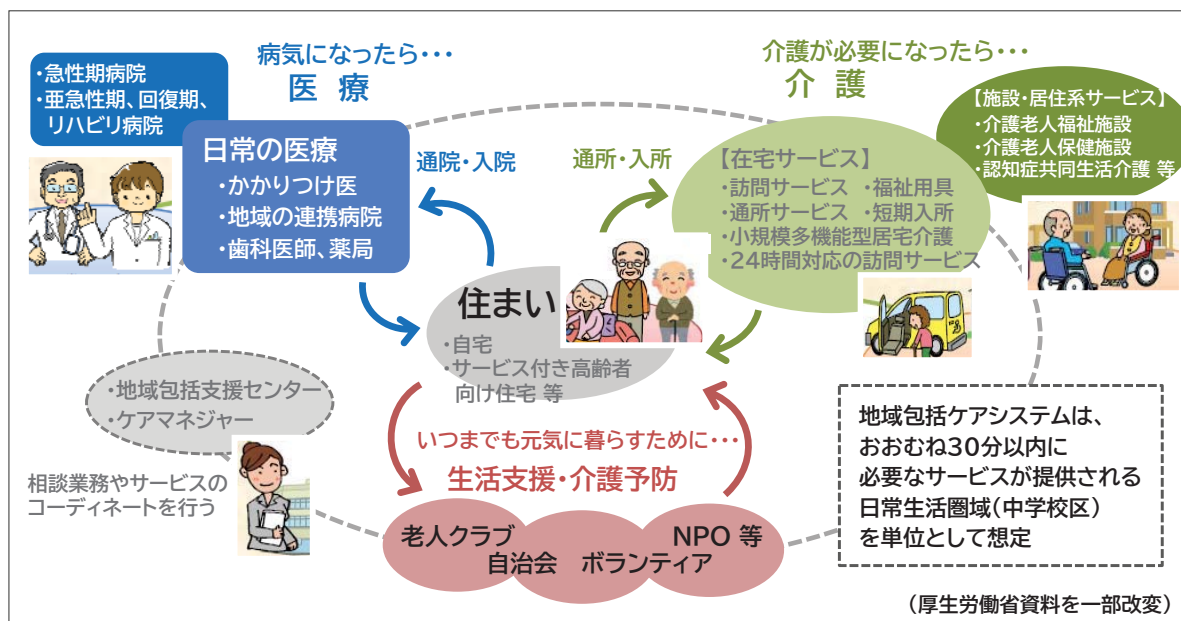 病気になったら・・・
医療
・急性期病院
・亜急性期、回復期、
リハビリ病院
日常の医療
・かかりつけ医
・地域の連携病院
・歯科医師、薬局
通院・入院
介護が必要になったら・・・
介護
通所・入所
【在宅サービス】
・訪問サービス ・福祉用具
・通所サービス ・短期入所
・小規模多機能型居宅介護
・24時間対応の訪問サービス
【施設・居住系サービス】
・介護老人福祉施設
・介護老人保健施設
・認知症共同生活介護 等
住まい
・自宅
・サービス付き高齢者
向け住宅 等
・地域包括支援センター
・ケアマネジャー
相談業務やサービスの
コーディネートを行う
いつまでも元気に暮らすために・・・
生活支援・介護予防
老人クラブ
自治会
ボランティア
NPO 等
地域包括ケアシステムは、
おおむね30分以内に
必要なサービスが提供される
日常生活圏域(中学校区)
を単位として想定
(厚生労働省資料を一部改変)